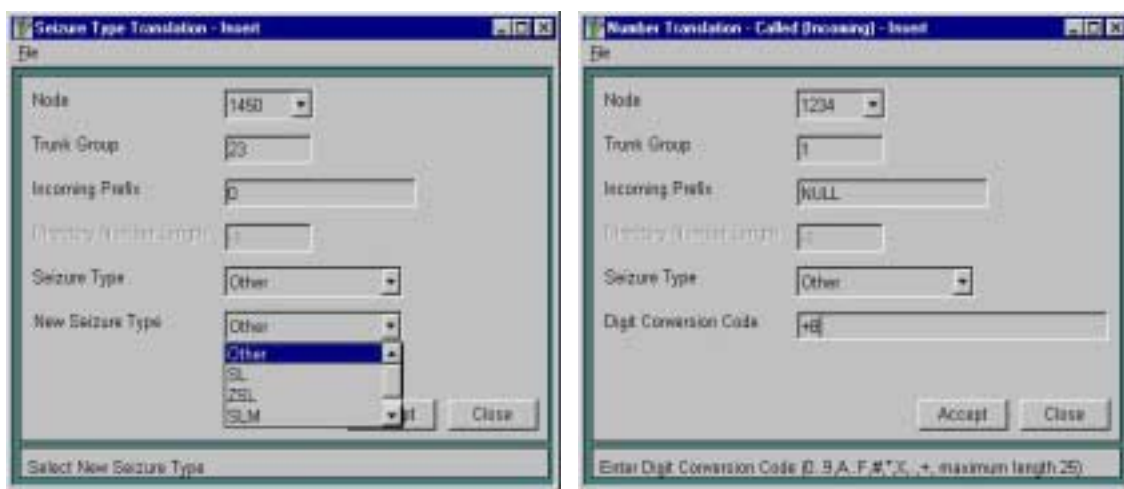 Seizure Type Translation - Insert
File
Node
1450
Trunk Group
23
Incoming Prefix
0
Directory Number Length
Seizure Type
Other
New Seizure Type
Other
Other
SL
ZSL
SLM
Close
Select New Seizure Type
Number Translation - Called (Incoming) - Insert
File
Node
1234
Trunk Group
1
Incoming Prefix
NULL
Directory Number Length
Seizure Type
Other
Digit Conversion Code
Accept
Close
Enter Digit Conversion Code (0..9,A..F,#,*,X, ,+, maximum length 25)